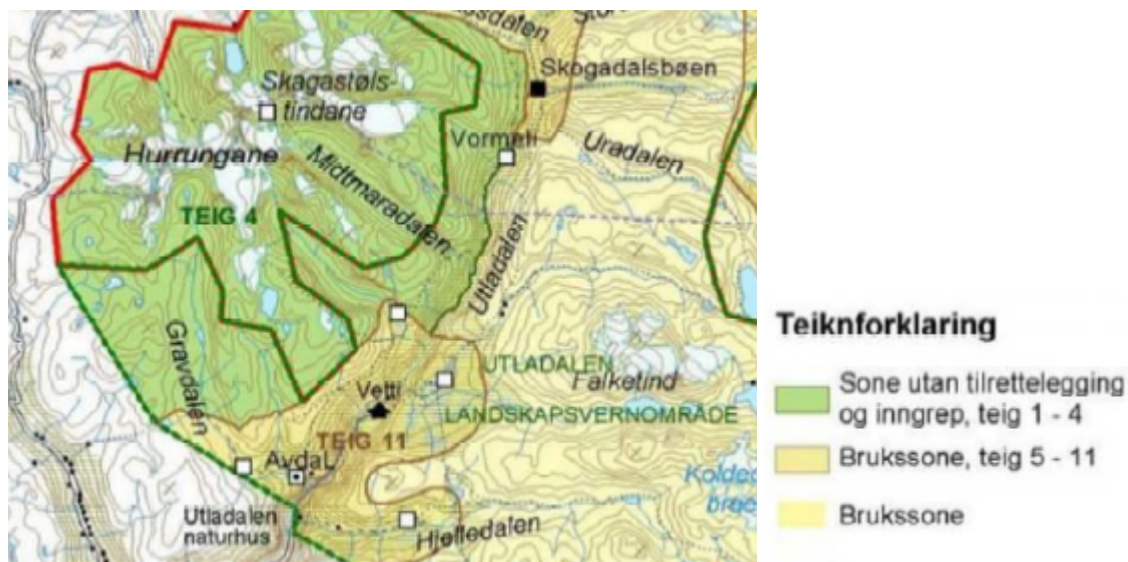 Skogadalsbøen
Skagastøls-
tindane
Vormeli
Uradalen
Hurrungane
Midtmaradalen
TEIG 4
Utladalen
Gravdalen
UTLADALEN
Falketind
Vetti
LANDSKAPSVERNOMRÅDE
TEIG 11
Avdal
Utladalen
naturhus
Hjelledalen
Teiknforklaring
Sone utan tilrettelegging
og inngrep, teig 1 - 4
Brukssone, teig 5 - 11
Brukssone